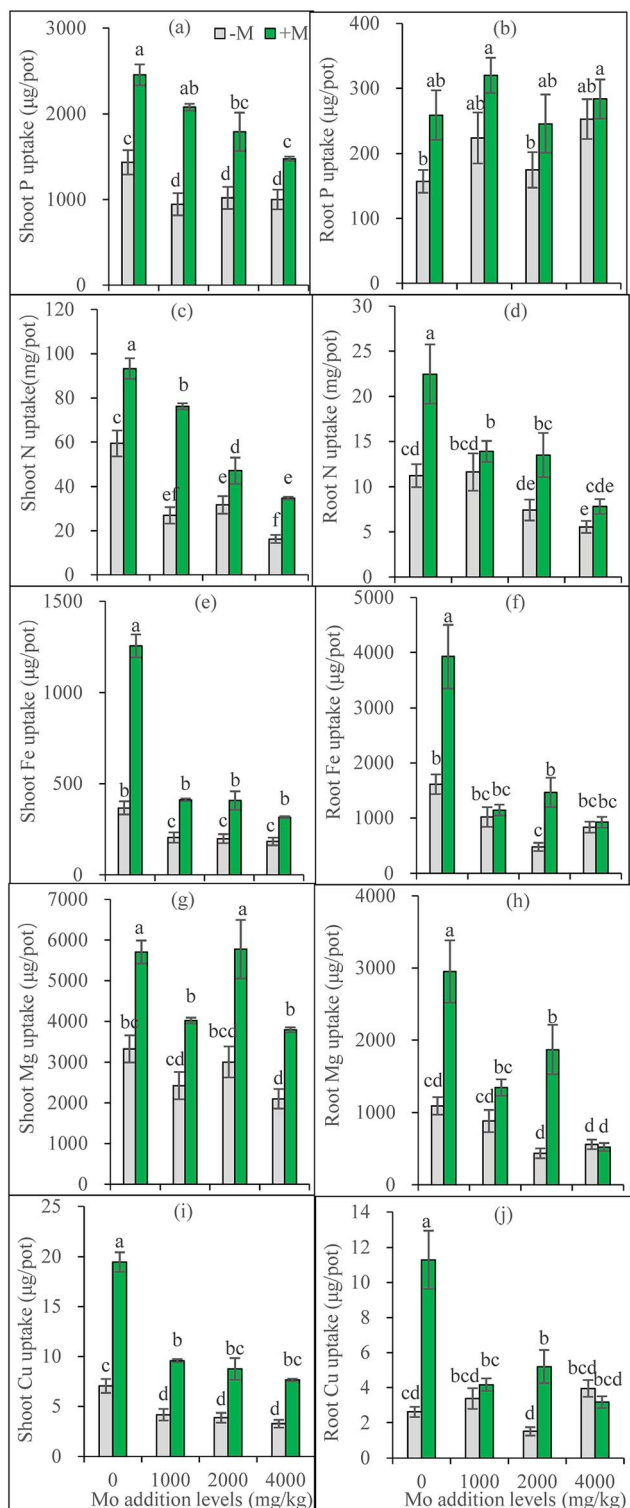 (a)
-M +M
Shoot P uptake (µg/pot)
3000
2000
1000
0
a
ab
bc
c
c
d
d
d
(b)
Root P uptake (µg/pot)
400
300
200
100
0
a
ab
ab
a
ab
ab
b
b
(c)
Shoot N uptake(mg/pot)
120
100
80
60
40
20
0
a
b
c
d
ef
e
e
f
(d)
Root N uptake (mg/pot)
30
25
20
15
10
5
0
a
cd
bcd
b
bc
de
cde
e
(e)
Shoot Fe uptake (µg/pot)
1500
1000
500
0
a
b
b
c
b
c
b
c
(f)
Root Fe uptake (µg/pot)
5000
4000
3000
2000
1000
0
a
b
bc bc
b
c
bc bc
(g)
Shoot Mg uptake (µg/pot)
7000
6000
5000
4000
3000
2000
1000
0
a
bc
b
cd
a
bcd
b
d
(h)
Root Mg uptake (µg/pot)
4000
3000
2000
1000
0
a
cd
cd
bc
b
d
d d
(i)
Shoot Cu uptake (µg/pot)
25
20
15
10
5
0
a
c
b
d
bc
d
bc
d
0 1000 2000 4000
Mo addition levels (mg/kg)
(j)
Root Cu uptake (µg/pot)
14
12
10
8
6
4
2
0
a
cd
bcd
bc
b
d
bcd
bcd
0 1000 2000 4000
Mo addition levels (mg/kg)